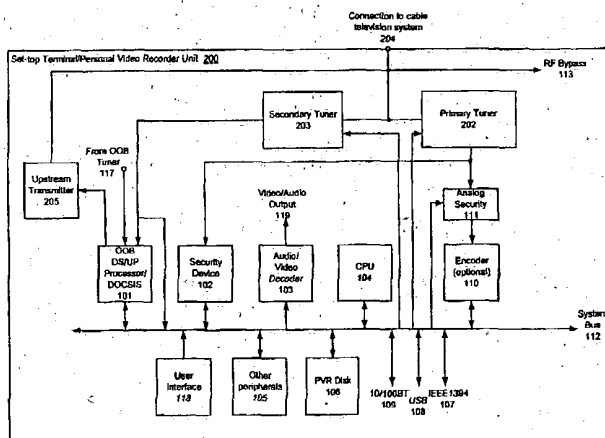 Connection to cable
television system
204
Set-top Terminal/Personal Video Recorder Unit 200
RF Bypass
113
Secondary Tuner
203
Primary Tuner
202
From OOB
Tuner
117
Upstream
Transmitter
205
Video/Audio
Output
119
Analog
Security
111
OOB
DS/UP
Processor/
DOCSIS
101
Security
Device
102
Audio/
Video
Decoder
103
CPU
104
Encoder
(optional)
110
System
Bus
112
User
Interface
118
Other
peripherals
105
PVR Disk
106
10/100BT
109
USB
108
IEEE1394
107